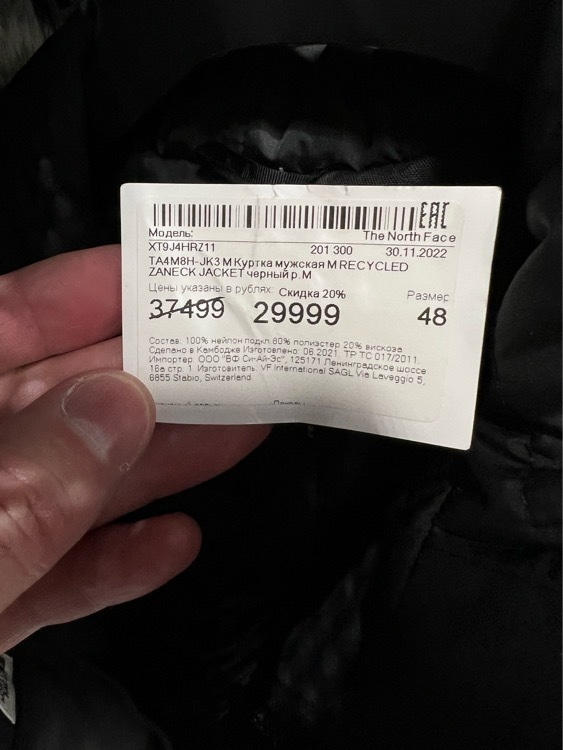 EAC
Модель:
The North Face
XT9J4HRZ11 201 300 30.11.2022
TA4M8H-JK3 M Куртка мужская M RECYCLED
ZANECK JACKET черный р.M
Цены указаны в рублях: Скидка 20% Размер
37499 29999 48
Состав: 100% нейлон подкл.80% полиэстер 20% вискоза
Сделано в Камбодже Изготовлено: 06.2021. ТР ТС 017/2011.
Импортер: ООО "ВФ Си-Ай-Эс", 125171 Ленинградское шоссе
16а стр. 1. Изготовитель: VF International SAGL Via Laveggio 5,
6855 Stabio, Switzerland